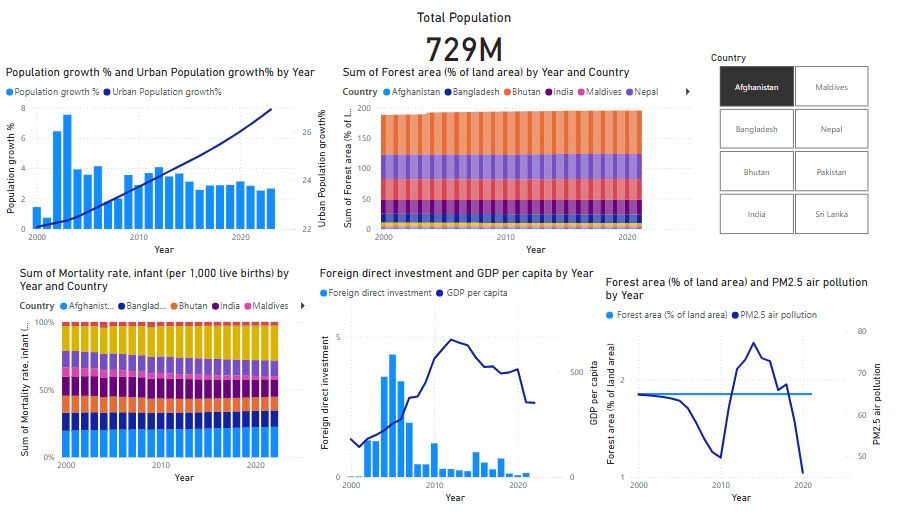 Total Population
729M
Population growth % and Urban Population growth% by Year
Population growth % Urban Population growth%
8
6
4
2
0
Population growth %
26
24
22
Urban Population growth%
2000 2010 2020
Year
Sum of Forest area (% of land area) by Year and Country
Country Afghanistan Bangladesh Bhutan India Maldives Nepal
200
150
100
50
0
Sum of Forest area (% of l...
2000 2010 2020
Year
Country
Afghanistan Maldives
Bangladesh Nepal
Bhutan Pakistan
India Sri Lanka
Sum of Mortality rate, infant (per 1,000 live births) by
Year and Country
Country Afghanist... Banglad... Bhutan India Maldives
100%
50%
0%
Sum of Mortality rate, infant (...
2000 2010 2020
Year
Foreign direct investment and GDP per capita by Year
Foreign direct investment GDP per capita
5
0
Foreign direct investment
500
0
GDP per capita
2000 2010 2020
Year
Forest area (% of land area) and PM2.5 air pollution
by Year
Forest area (% of land area) PM2.5 air pollution
2
1
Forest area (% of land area)
80
70
60
50
PM2.5 air pollution
2000 2010 2020
Year